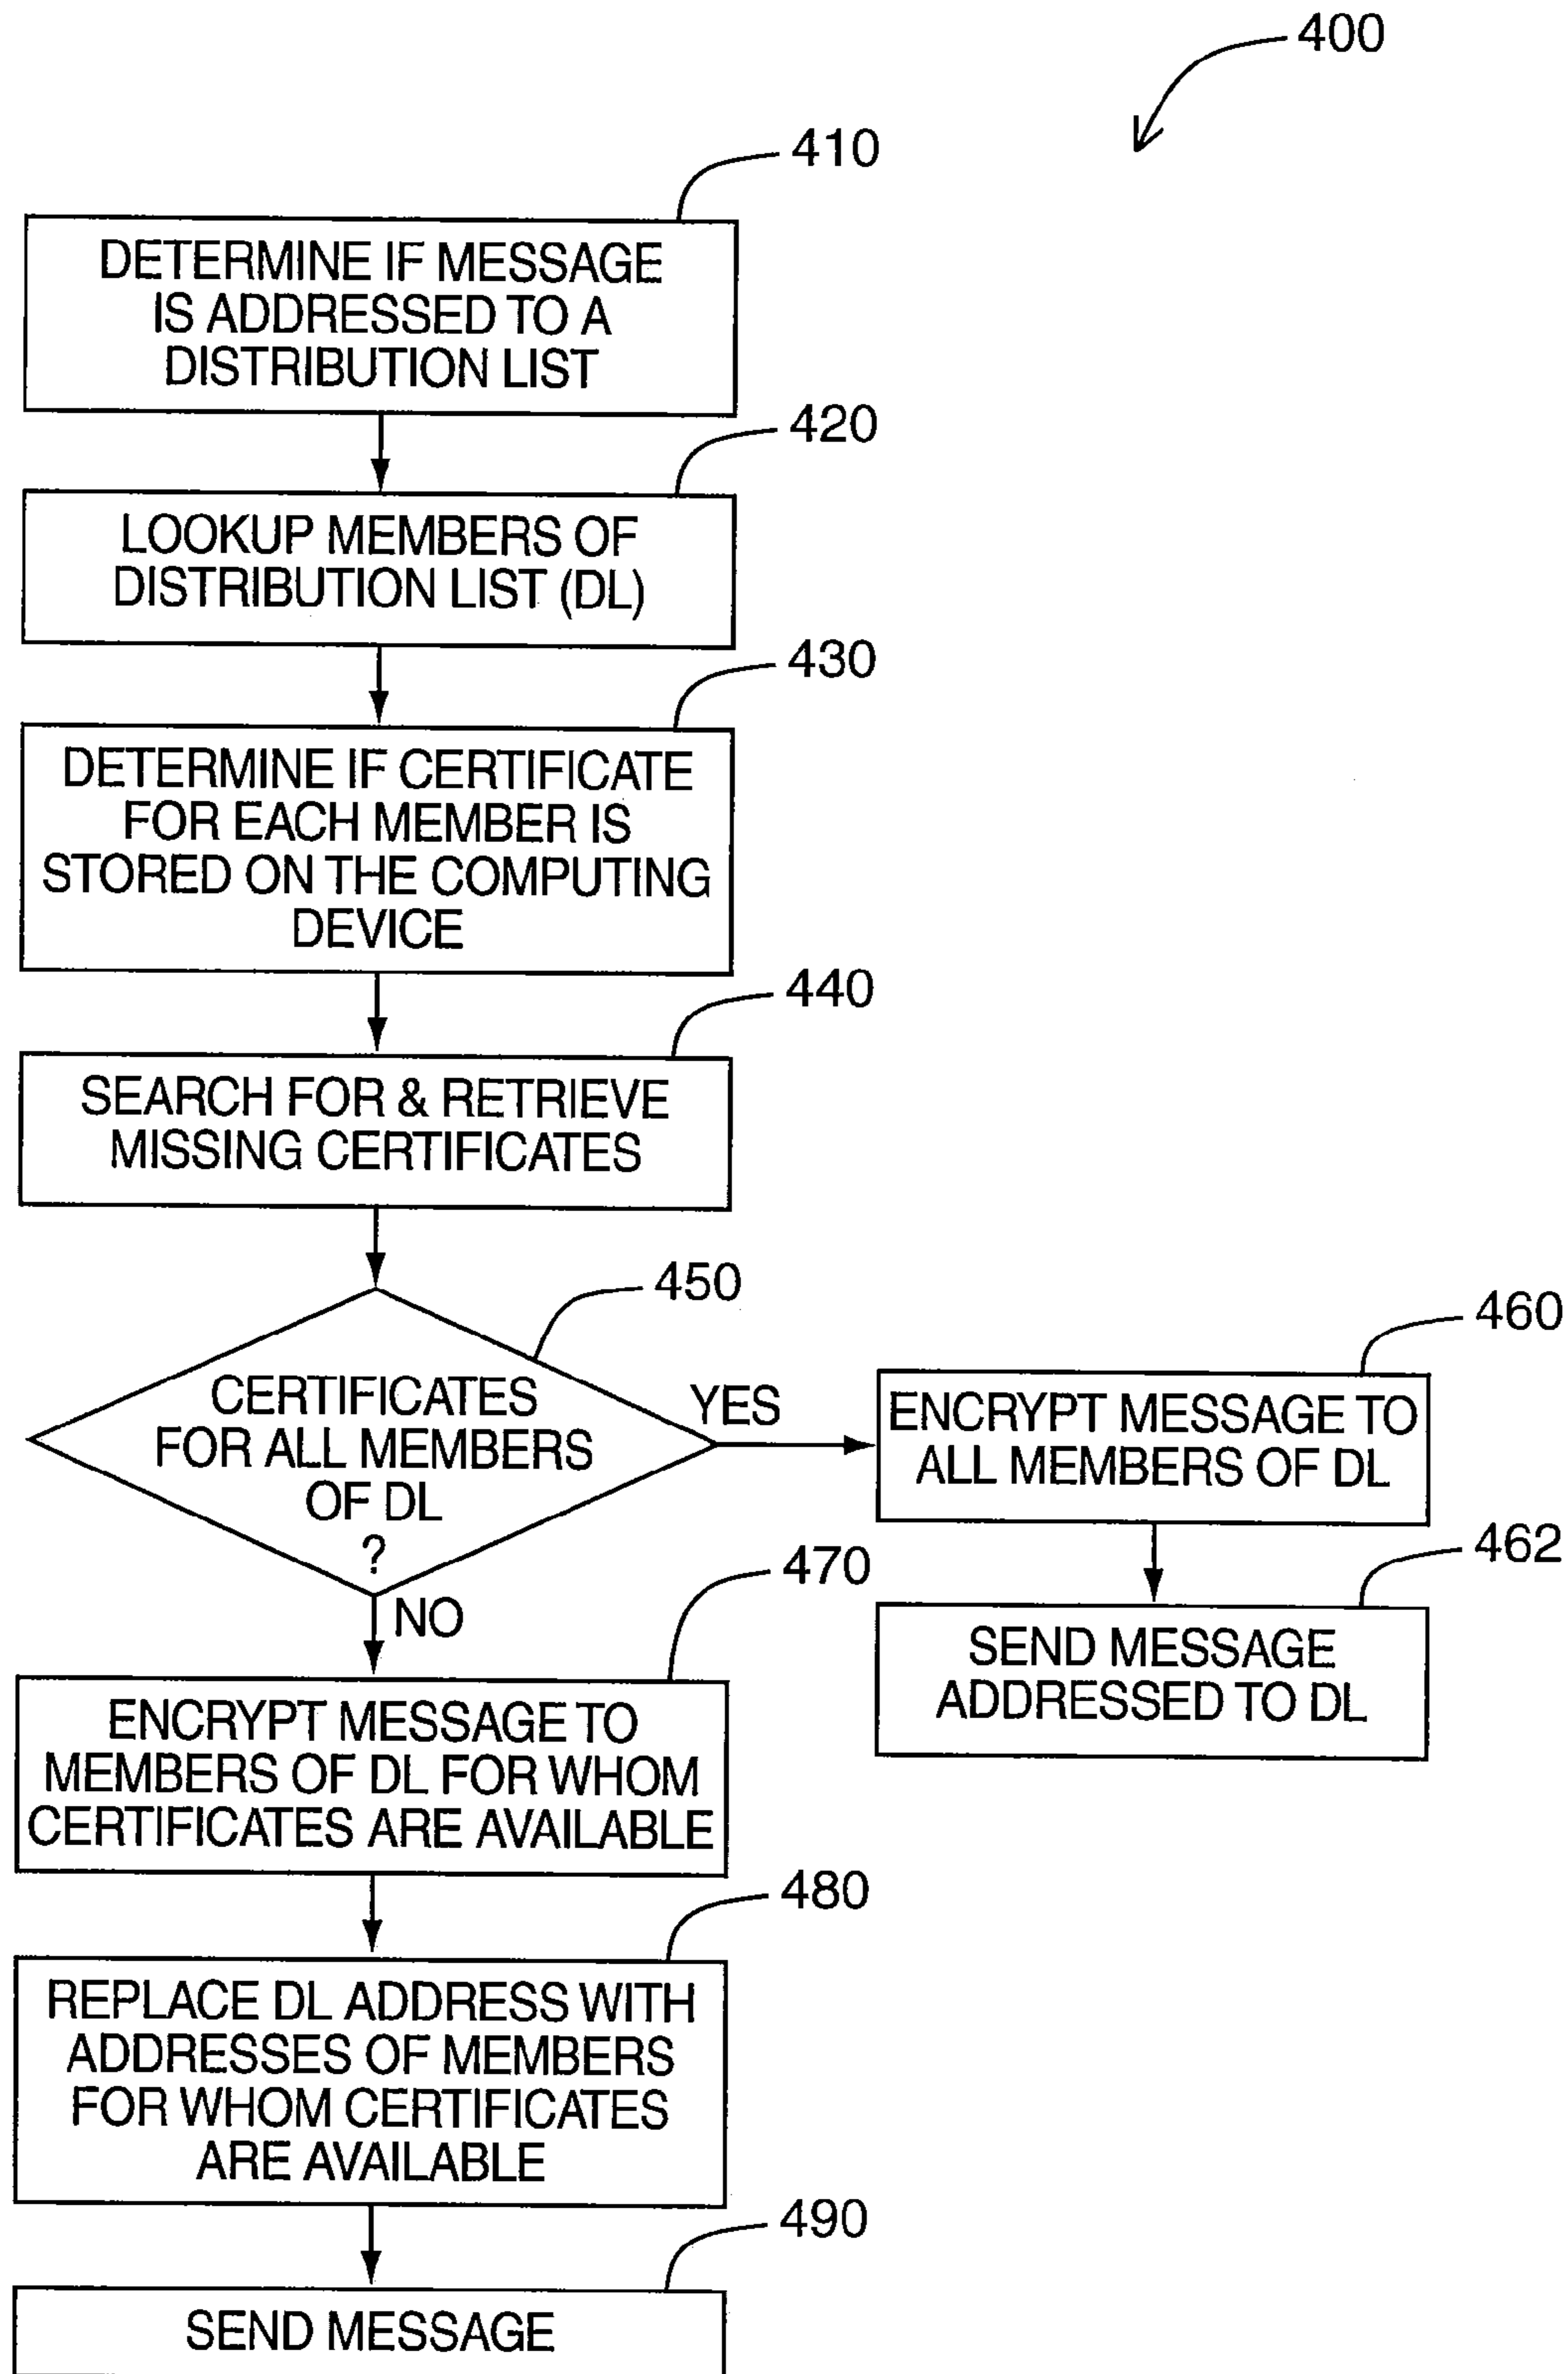 400
410
DETERMINE IF MESSAGE
IS ADDRESSED TO A
DISTRIBUTION LIST
420
LOOKUP MEMBERS OF
DISTRIBUTION LIST (DL)
430
DETERMINE IF CERTIFICATE
FOR EACH MEMBER IS
STORED ON THE COMPUTING
DEVICE
440
SEARCH FOR & RETRIEVE
MISSING CERTIFICATES
450
CERTIFICATES
FOR ALL MEMBERS
OF DL
?
YES
460
ENCRYPT MESSAGE TO
ALL MEMBERS OF DL
462
SEND MESSAGE
ADDRESSED TO DL
NO
470
ENCRYPT MESSAGE TO
MEMBERS OF DL FOR WHOM
CERTIFICATES ARE AVAILABLE
480
REPLACE DL ADDRESS WITH
ADDRESSES OF MEMBERS
FOR WHOM CERTIFICATES
ARE AVAILABLE
490
SEND MESSAGE